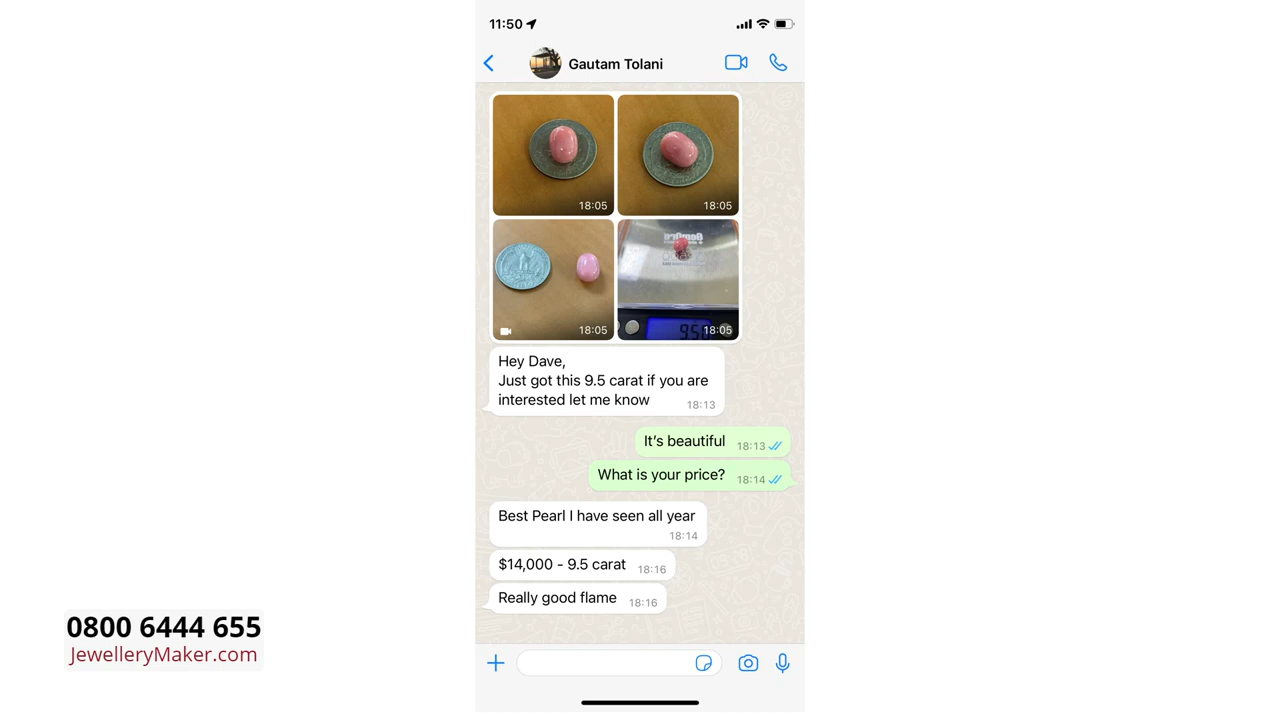 11:50
Gautam Tolani
18:05
18:05
18:05
9.50
18:05
Hey Dave,
Just got this 9.5 carat if you are
interested let me know
18:13
It's beautiful 18:13
What is your price? 18:14
Best Pearl I have seen all year
18:14
$14,000 - 9.5 carat 18:16
Really good flame 18:16
0800 6444 655
JewelleryMaker.com